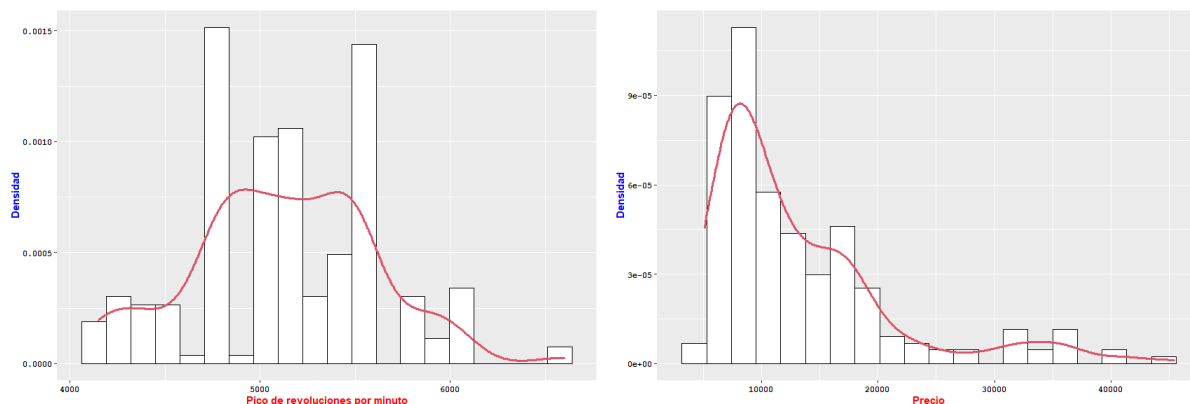 0.0015
0.0010
0.0005
0.0000
Densidad
4000 5000 6000
Pico de revoluciones por minuto
9e-05
6e-05
3e-05
0e+00
Densidad
10000 20000 30000 40000
Precio